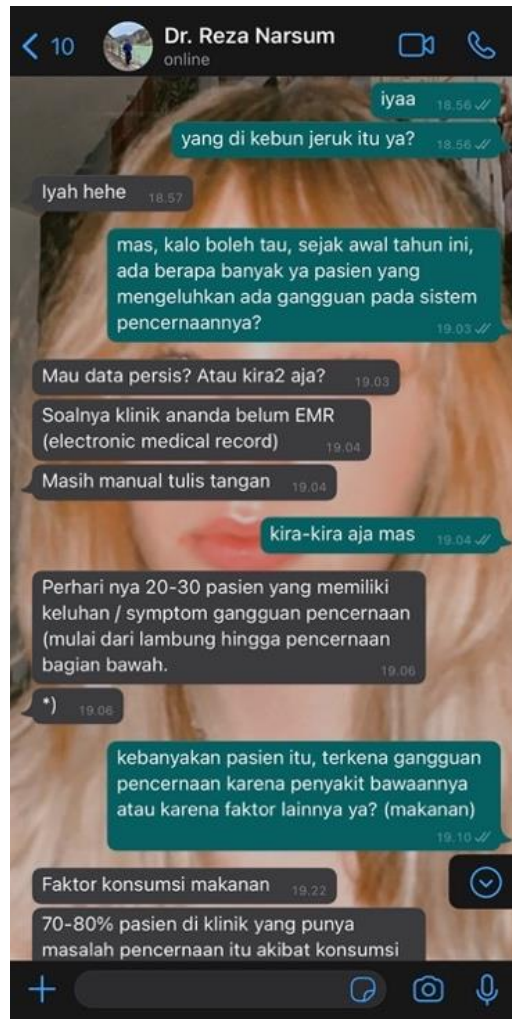 10
Dr. Reza Narsum
online
iyaa 18.56
yang di kebun jeruk itu ya? 18.56
Iyah hehe 18.57
mas, kalo boleh tau, sejak awal tahun ini,
ada berapa banyak ya pasien yang
mengeluhkan ada gangguan pada sistem
pencernaannya?
19.03
Mau data persis? Atau kira2 aja? 19.03
Soalnya klinik ananda belum EMR
(electronic medical record) 19.04
Masih manual tulis tangan 19.04
kira-kira aja mas 19.04
Perhari nya 20-30 pasien yang memiliki
keluhan / symptom gangguan pencernaan
(mulai dari lambung hingga pencernaan
bagian bawah. 19.06
*) 19.06
kebanyakan pasien itu, terkena gangguan
pencernaan karena penyakit bawaannya
atau karena faktor lainnya ya? (makanan)
19.10
Faktor konsumsi makanan 19.22
70-80% pasien di klinik yang punya
masalah pencernaan itu akibat konsumsi